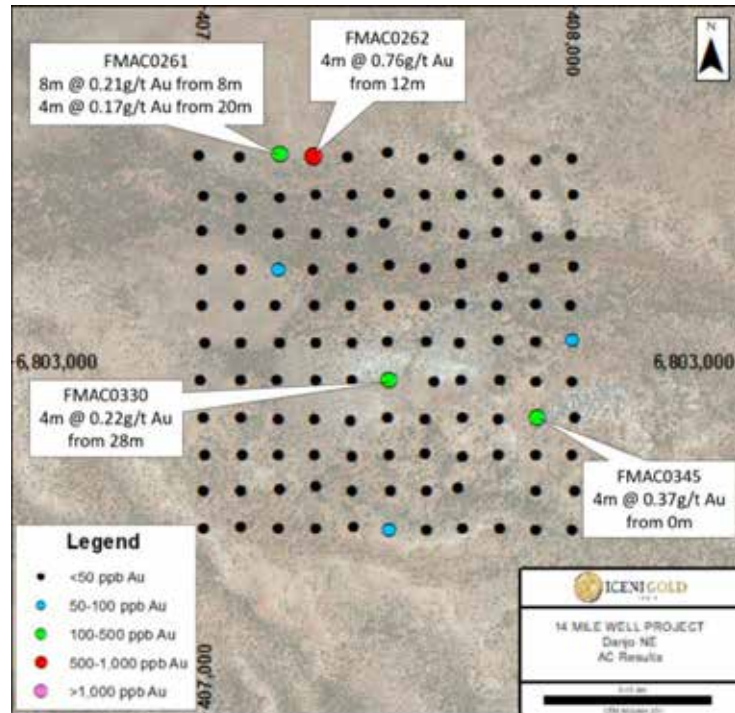 407
408,000
N
FMAC0261
8m @ 0.21g/t Au from 8m
4m @ 0.17g/t Au from 20m
FMAC0262
4m @ 0.76g/t Au
from 12m
6,803,000
6,803,000
FMAC0330
4m @ 0.22g/t Au
from 28m
FMAC0345
4m @ 0.37g/t Au
from 0m
407,000
Legend
<50 ppb Au
50-100 ppb Au
100-500 ppb Au
500-1,000 ppb Au
>1,000 ppb Au
ICENI GOLD
14 MILE WELL PROJECT
Danjo NE
AC Results